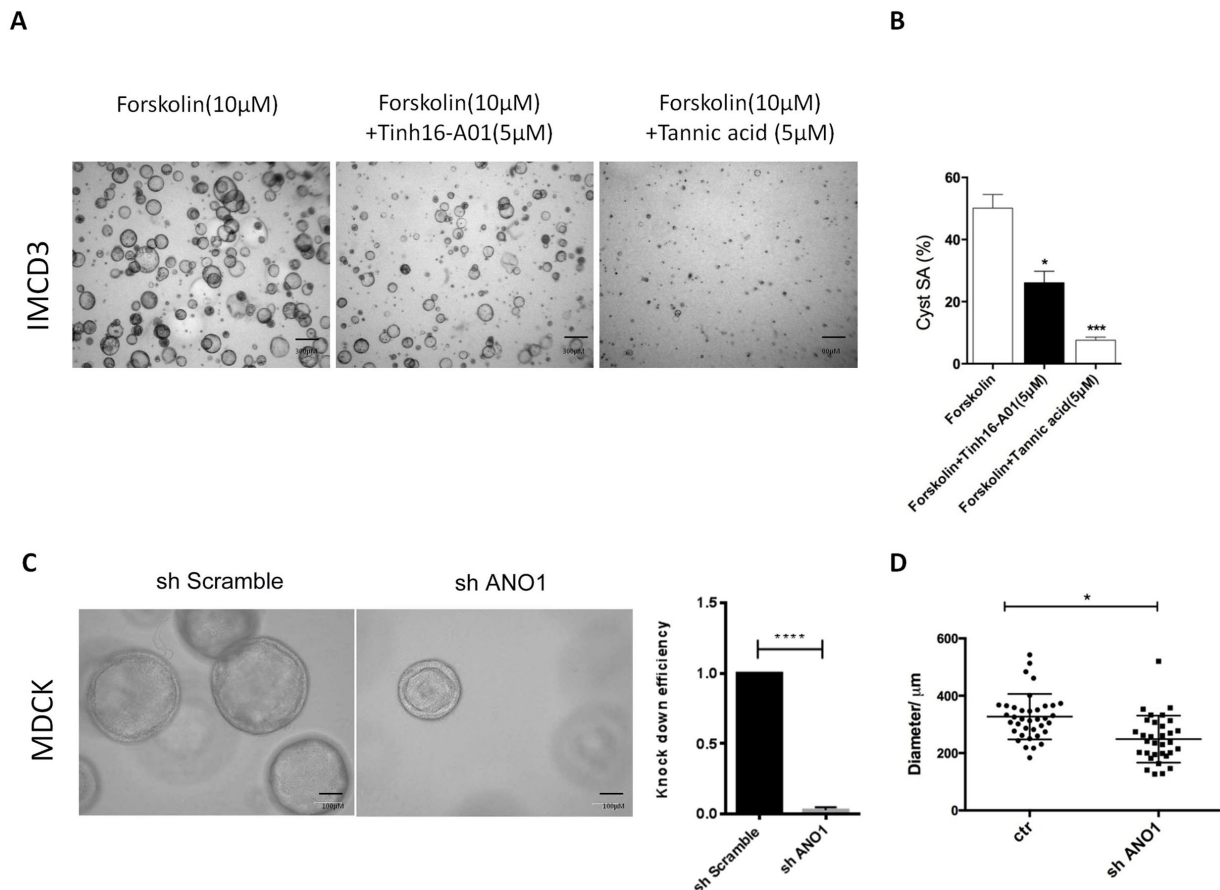 A
B
Forskolin(10µM)
Forskolin(10µM)
+Tinh16-A01(5µM)
Forskolin(10µM)
+Tannic acid (5µM)
IMCD3
300µM
300µM
00µM
Cyst SA (%)
60
40
20
0
*
***
Forskolin
Forskolin+Tinh16-A01(5µM)
Forskolin+Tannic acid(5µM)
C
D
sh Scramble
sh ANO1
MDCK
100µM
100µM
Knock down efficiency
1.5
1.0
0.5
0.0
****
sh Scramble
sh ANO1
Diameter/ µm
600
400
200
0
*
ctr
sh ANO1